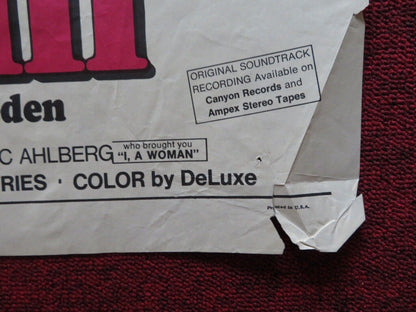 den
ORIGINAL SOUNDTRACK
RECORDING Available on
Canyon Records and
Ampex Stereo Tapes
C AHLBERG who brought you
"I, A WOMAN"
RIES · COLOR by DeLuxe
Printed in U.S.A.